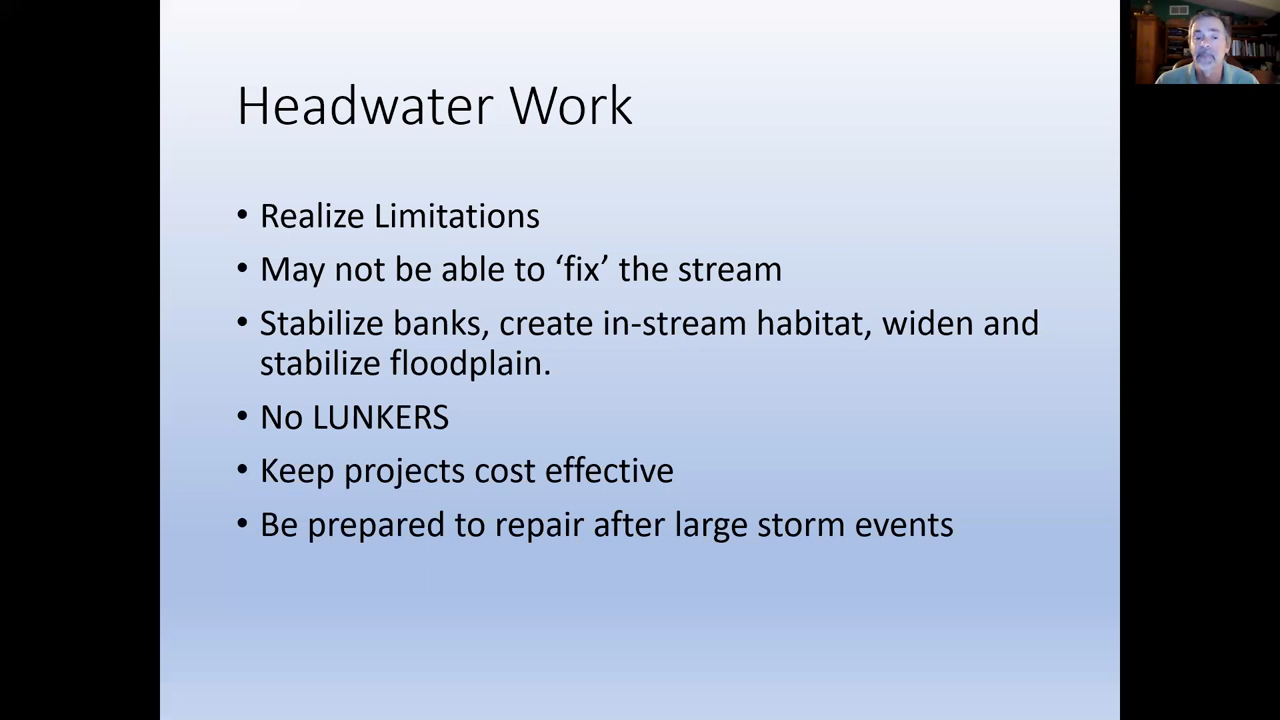 Headwater Work
• Realize Limitations
• May not be able to ‘fix’ the stream
• Stabilize banks, create in-stream habitat, widen and
stabilize floodplain.
• No LUNKERS
• Keep projects cost effective
• Be prepared to repair after large storm events